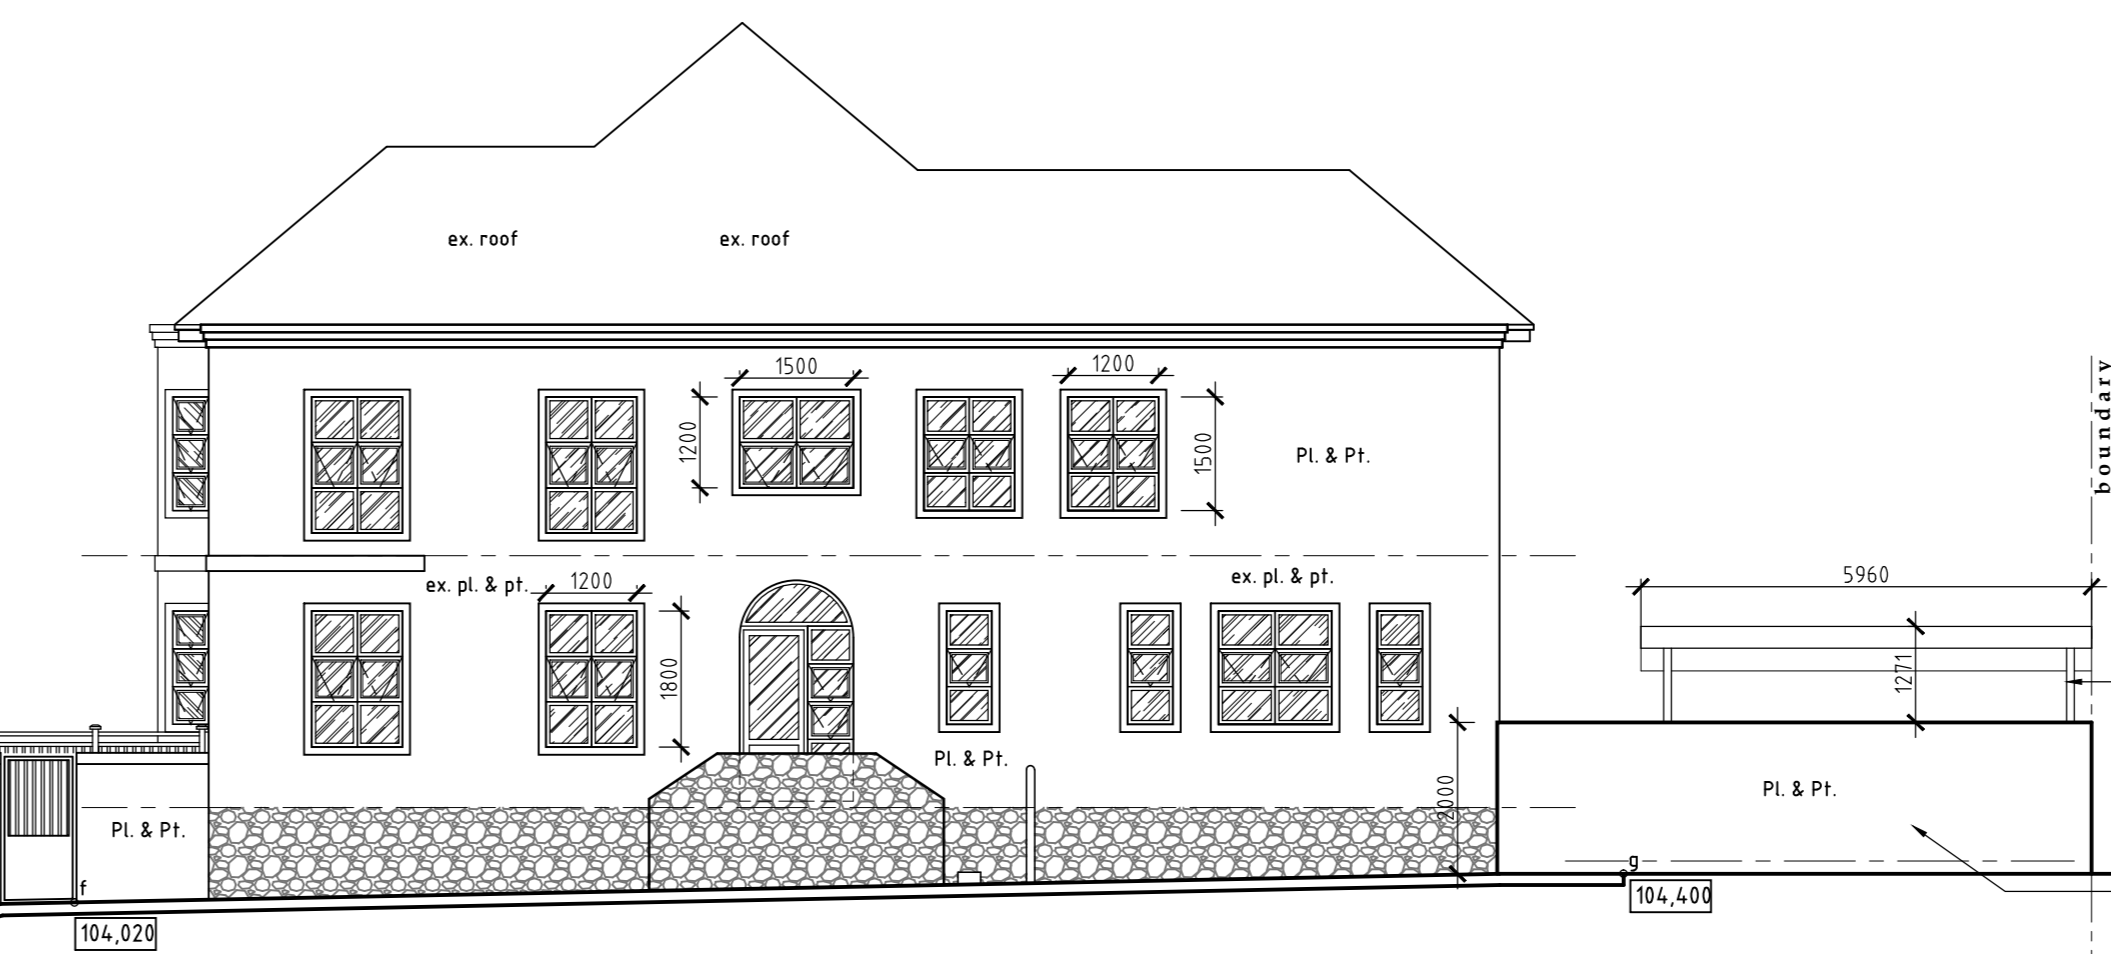 ex. roof
ex. roof
1500
1200
1200
1500
Pl. & Pt.
boundary
ex. pl. & pt.
1200
ex. pl. & pt.
5960
1800
1271
Pl. & Pt.
2000
Pl. & Pt.
Pl. & Pt.
f
g
104,020
104,400